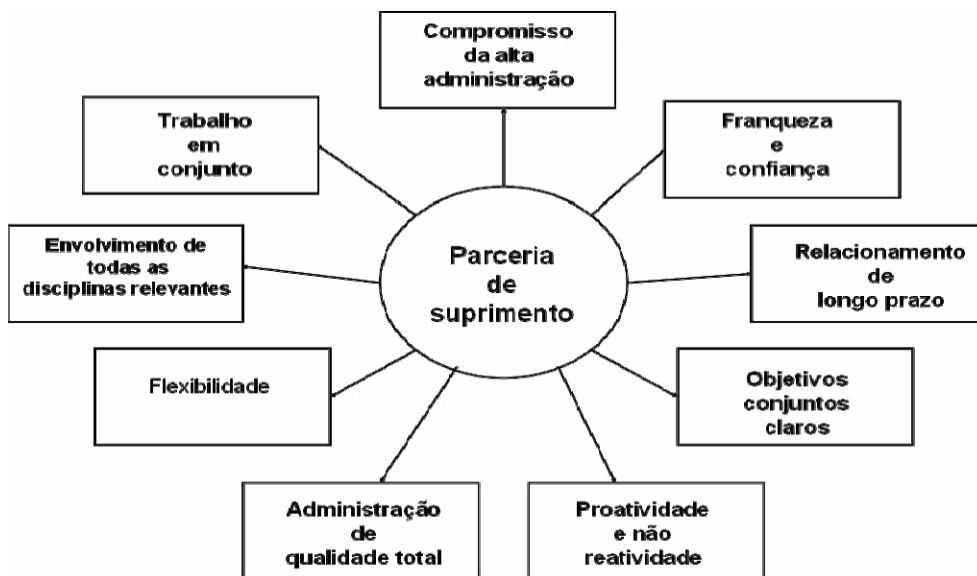 Compromisso
da alta
administração
Trabalho
em
conjunto
Franqueza
e
confiança
Envolvimento de
todas as
disciplinas relevantes
Parceria
de
suprimento
Relacionamento
de
longo prazo
Flexibilidade
Objetivos
conjuntos
claros
Administração
de
qualidade total
Proatividade
e não
reatividade